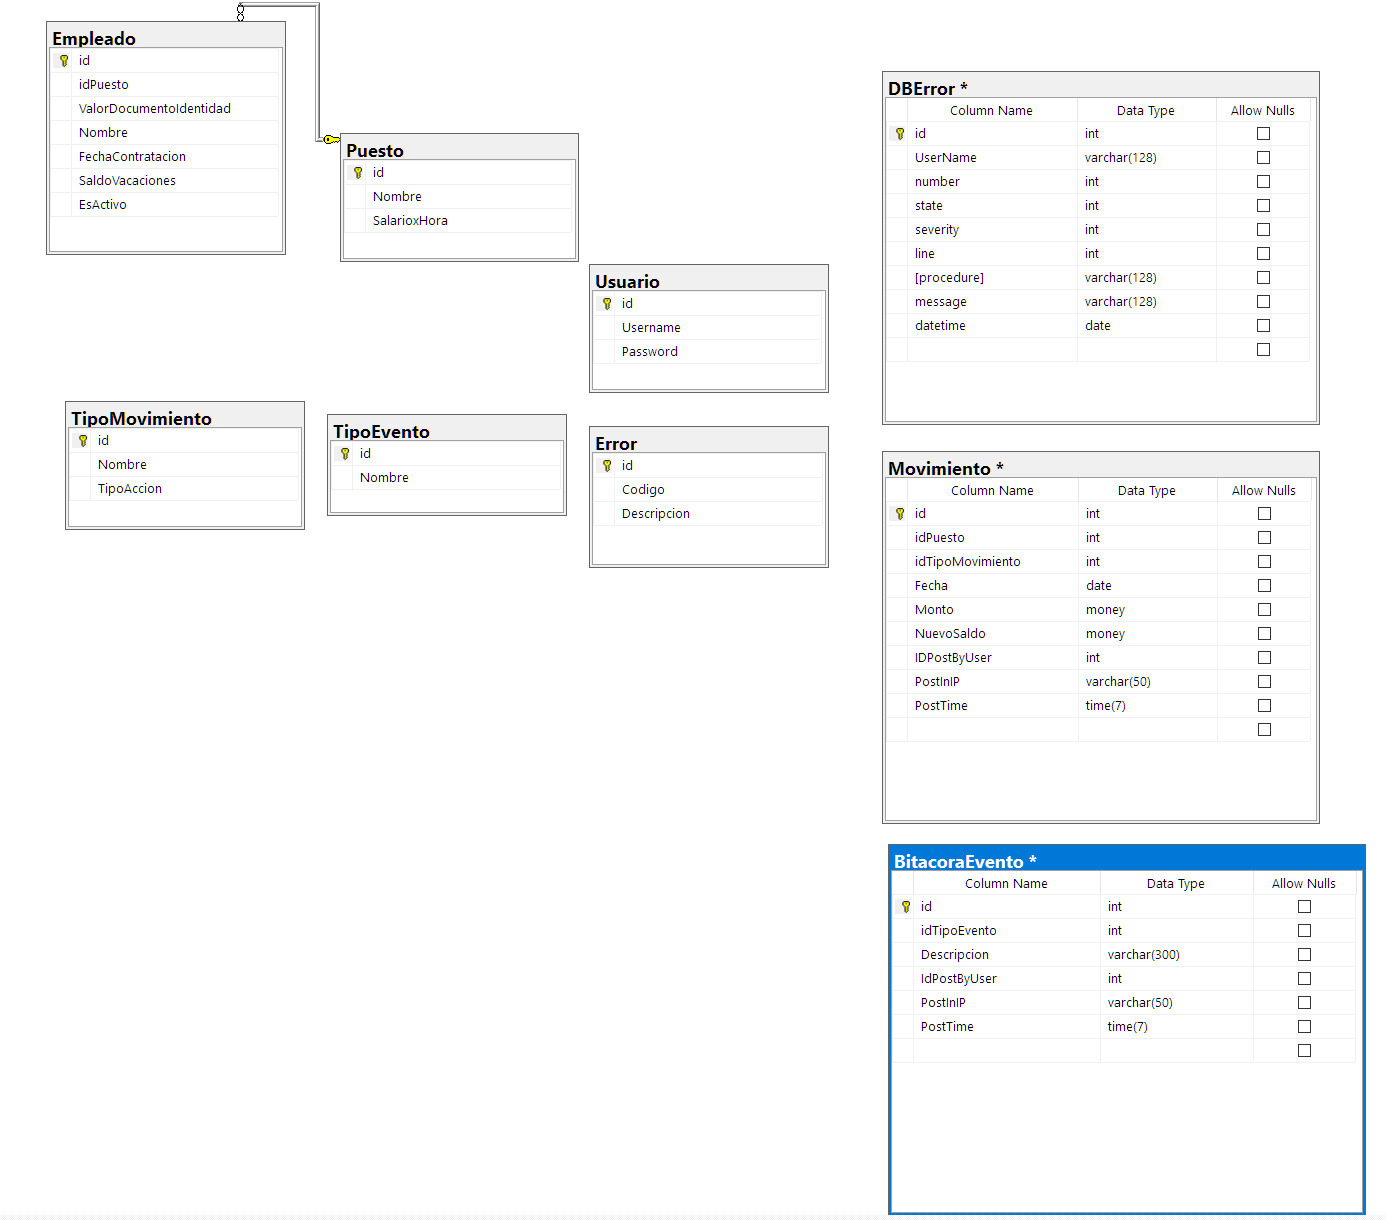 Empleado
id
idPuesto
ValorDocumentoIdentidad
Nombre
FechaContratacion
SaldoVacaciones
EsActivo
Puesto
id
Nombre
SalarioxHora
Usuario
id
Username
Password
TipoMovimiento
id
Nombre
TipoAccion
TipoEvento
id
Nombre
Error
id
Codigo
Descripcion
DBError *
Column Name Data Type Allow Nulls
id int
UserName varchar(128)
number int
state int
severity int
line int
[procedure] varchar(128)
message varchar(128)
datetime date
Movimiento *
Column Name Data Type Allow Nulls
id int
idPuesto int
idTipoMovimiento int
Fecha date
Monto money
NuevoSaldo money
IDPostByUser int
PostInIP varchar(50)
PostTime time(7)
BitacoraEvento *
Column Name Data Type Allow Nulls
id int
idTipoEvento int
Descripcion varchar(300)
IdPostByUser int
PostInIP varchar(50)
PostTime time(7)